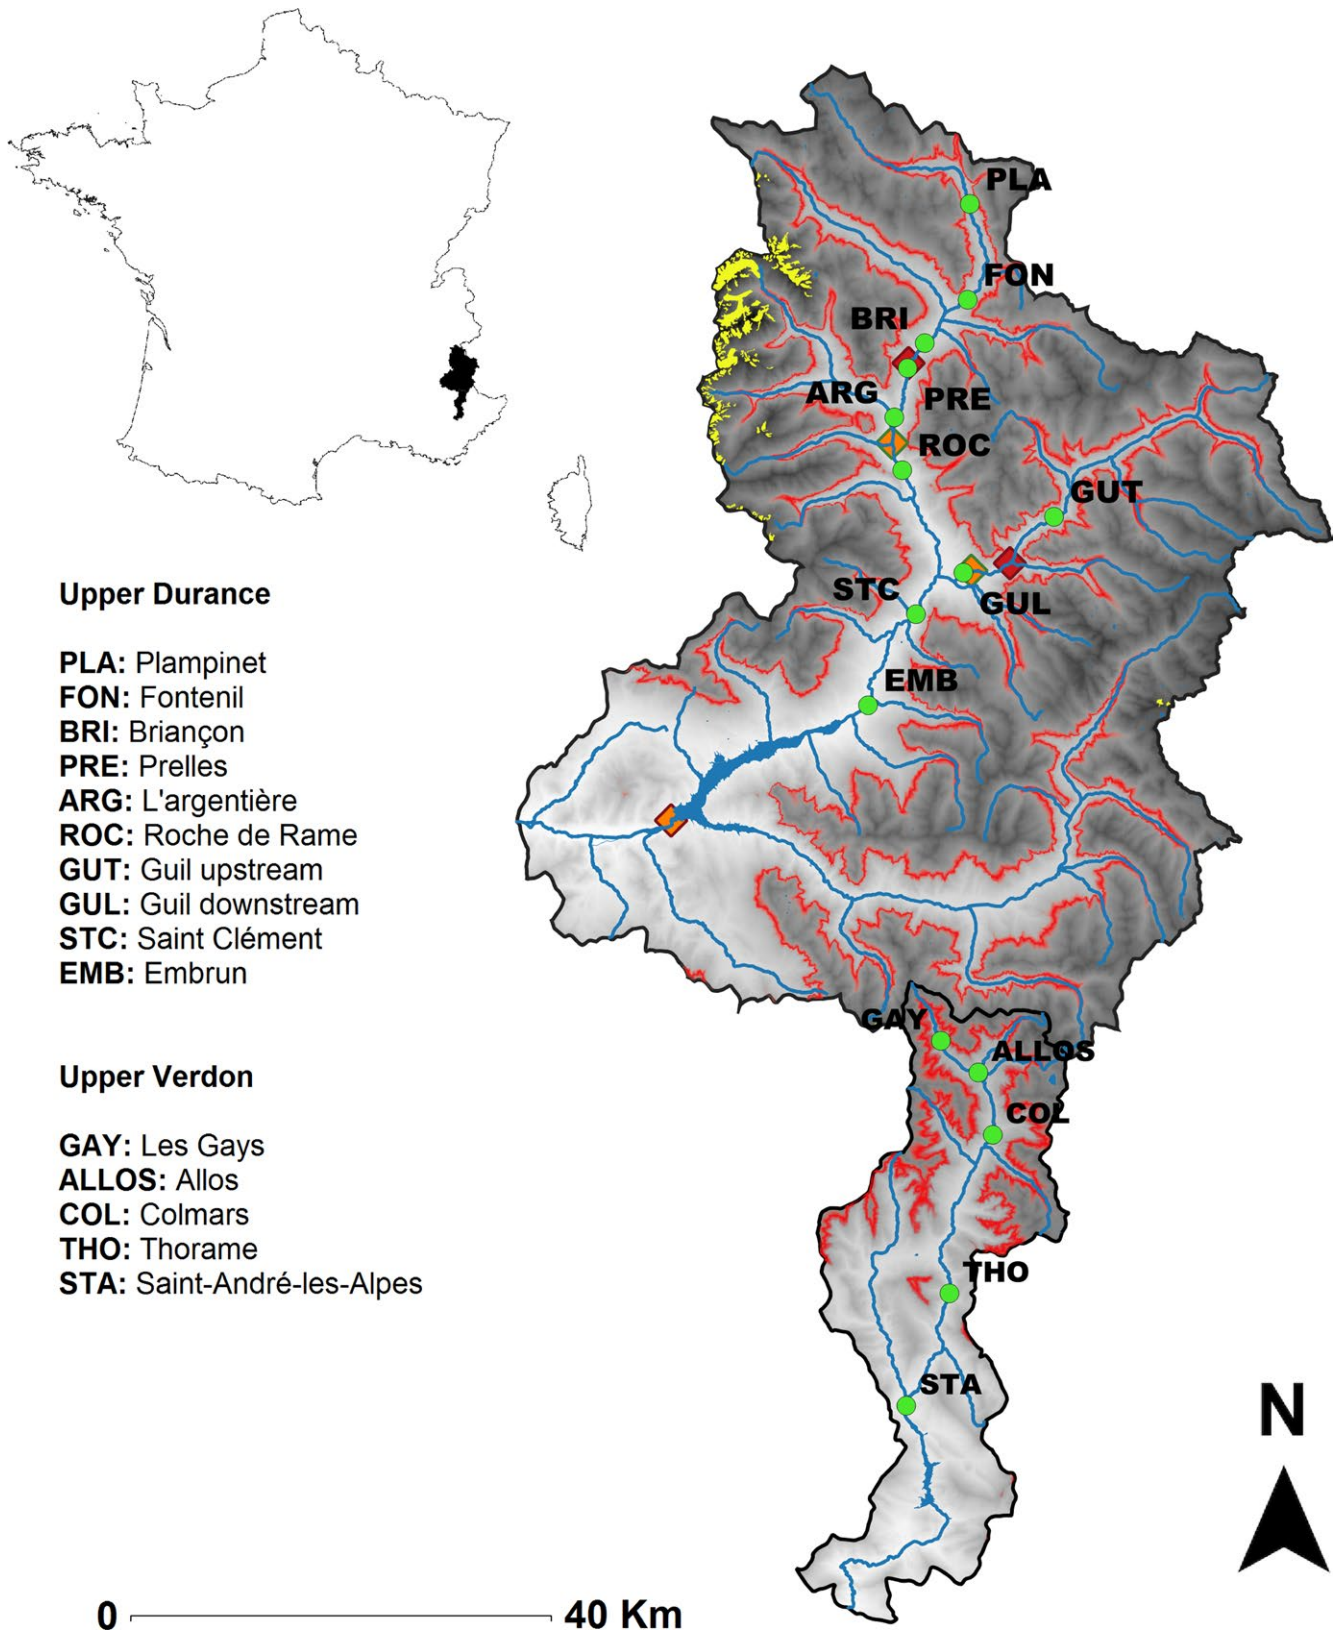 PLA
FON
BRI
ARG
PRE
ROC
GUT
STC
GUL
EMB
GAY
ALLOS
COL
THO
STA
Upper Durance
PLA: Plampinet
FON: Fontenil
BRI: Briançon
PRE: Prelles
ARG: L'argentière
ROC: Roche de Rame
GUT: Guil upstream
GUL: Guil downstream
STC: Saint Clément
EMB: Embrun
Upper Verdon
GAY: Les Gays
ALLOS: Allos
COL: Colmars
THO: Thorame
STA: Saint-André-les-Alpes
N
0 40 Km